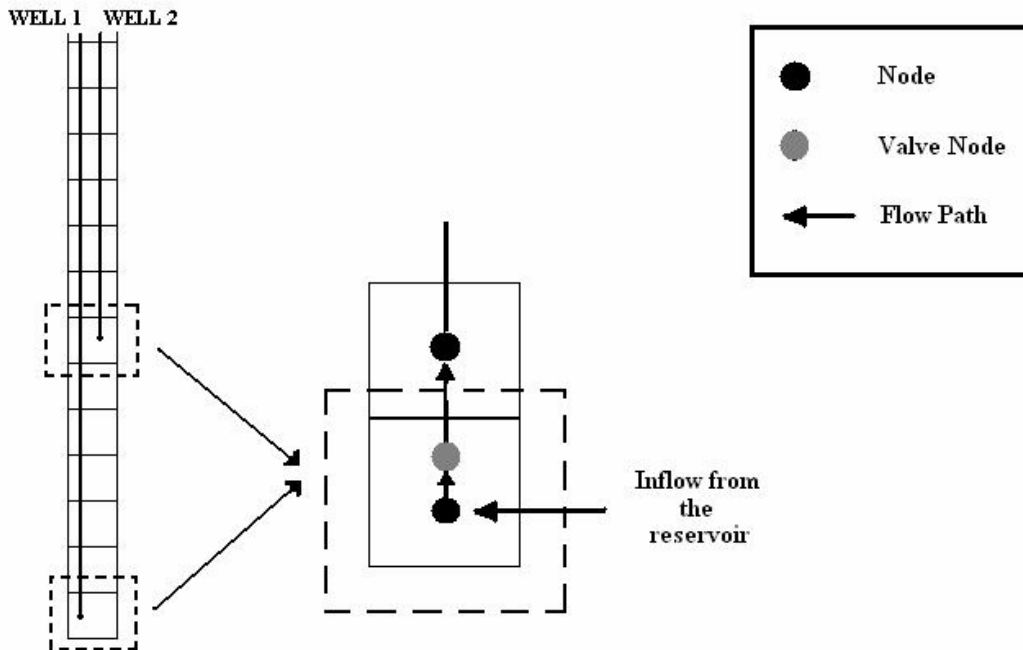 WELL 1 WELL 2
Node
Valve Node
Flow Path
Inflow from
the
reservoir